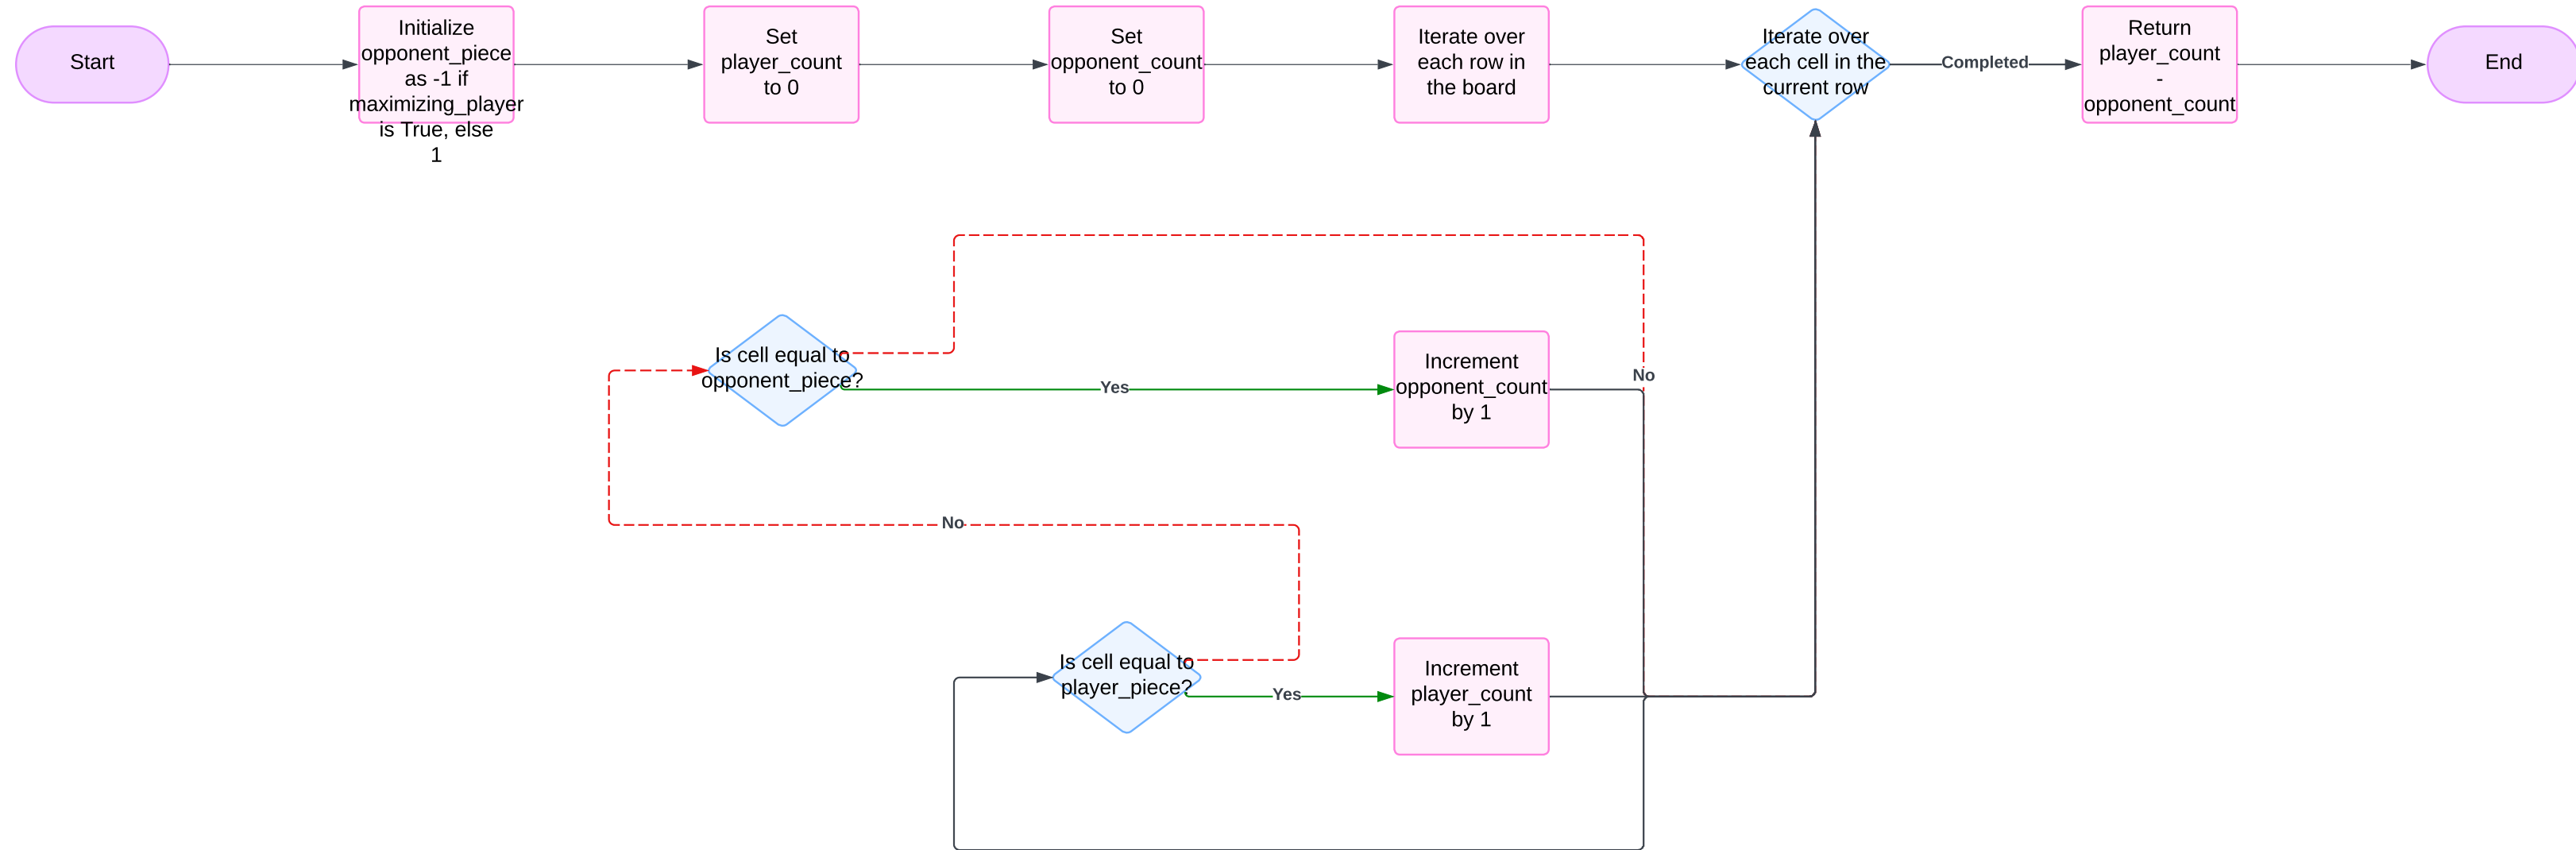 Start
Initialize
opponent_piece
as -1 if
maximizing_player
is True, else
1
Set
player_count
to 0
Set
opponent_count
to 0
Iterate over
each row in
the board
Iterate over
each cell in the
current row
Completed
Return
player_count
-
opponent_count
End
Is cell equal to
opponent_piece?
Yes
Increment
opponent_count
by 1
No
No
Is cell equal to
player_piece?
Yes
Increment
player_count
by 1